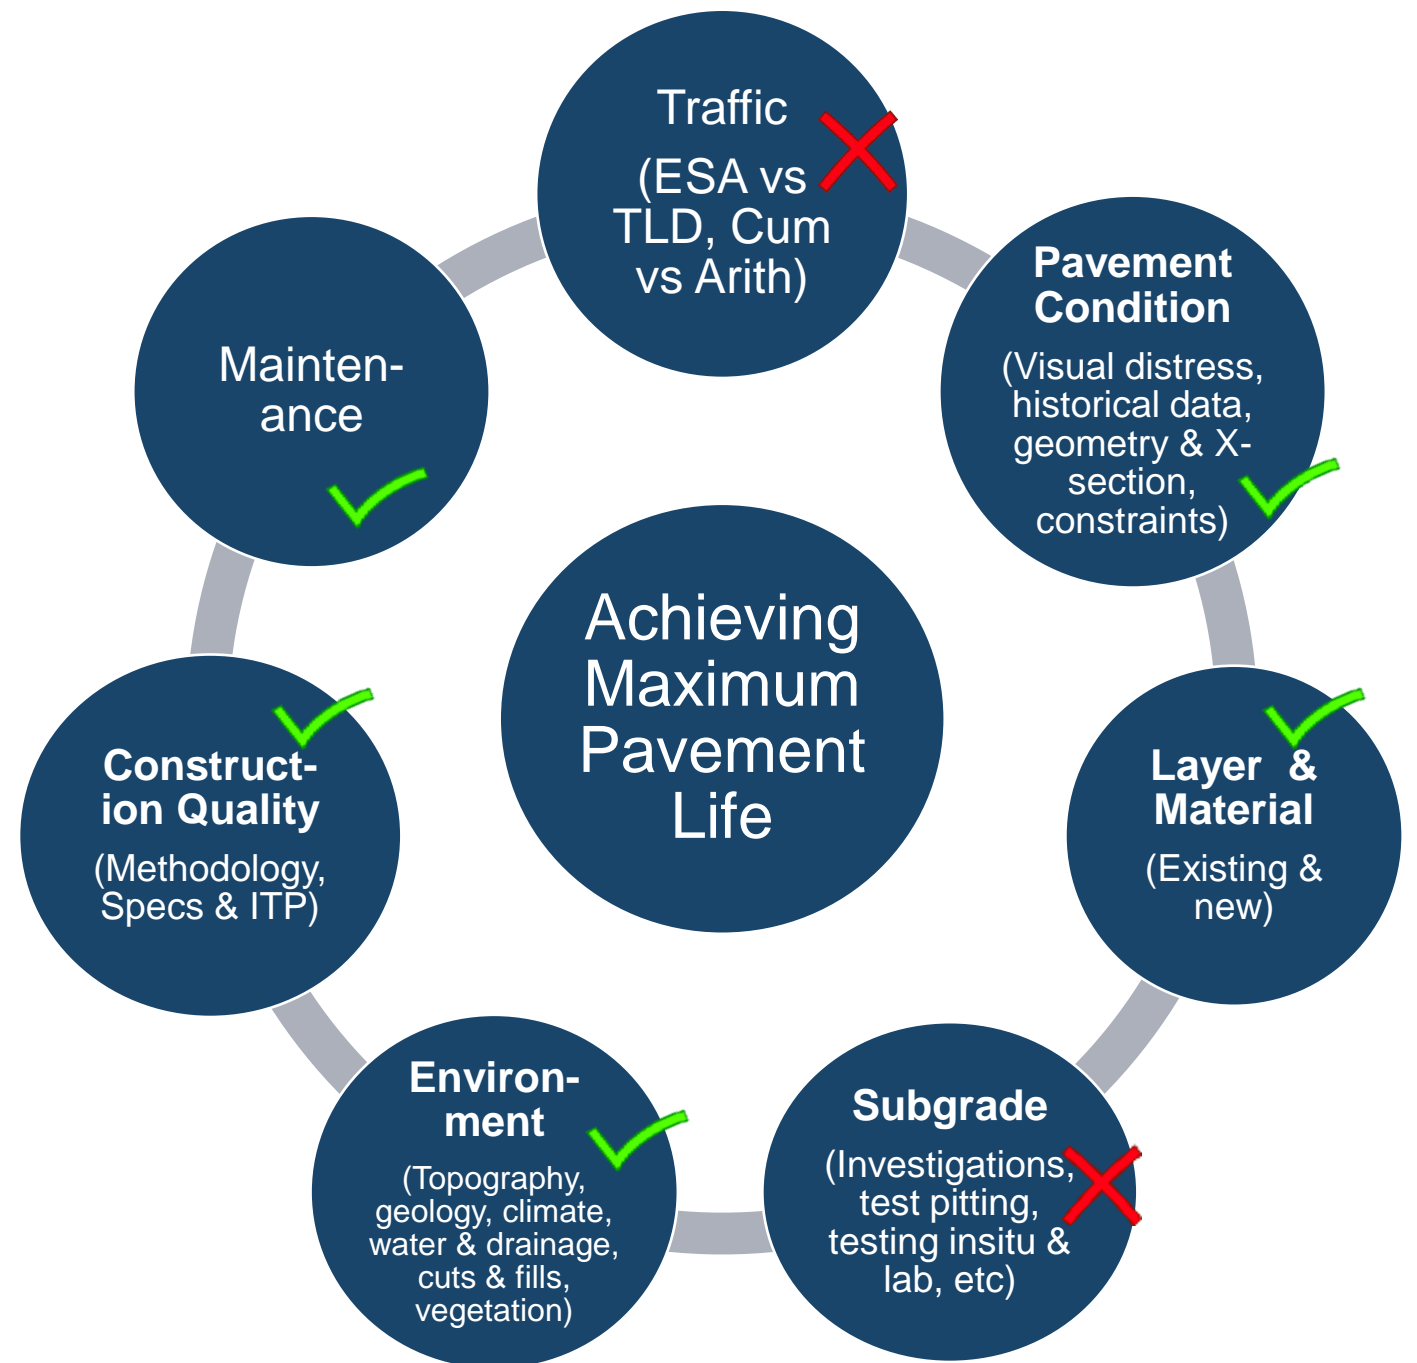 Traffic
(ESA vs
TLD, Cum
vs Arith)
Pavement
Condition
(Visual distress,
historical data,
geometry & X-
section,
constraints)
Layer & 
Material
(Existing &
new)
Subgrade
(Investigations,
test pitting,
testing insitu &
lab, etc)
Environ-
ment
(Topography,
geology, climate,
water & drainage,
cuts & fills,
vegetation)
Construct-
ion Quality
(Methodology,
Specs & ITP)
Mainten-
ance
Achieving
Maximum
Pavement
Life